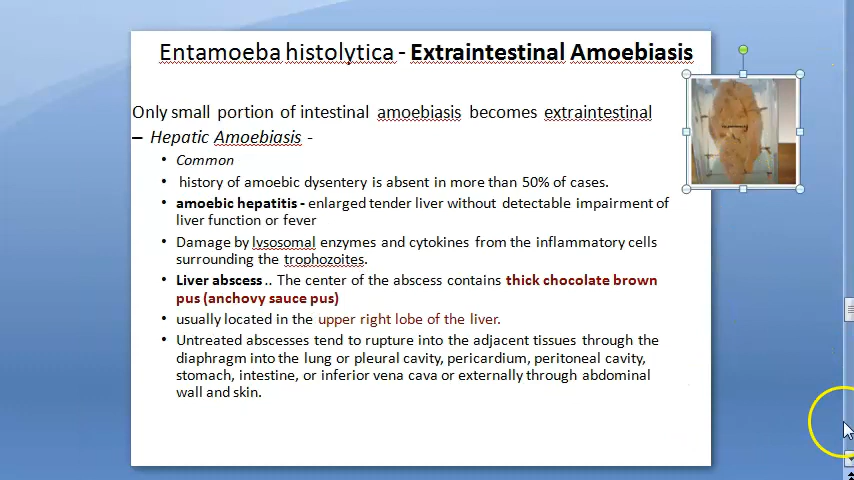 Entamoeba histolytica - Extraintestinal Amoebiasis
Only small portion of intestinal amoebiasis becomes extraintestinal
– Hepatic Amoebiasis -
• Common
• history of amoebic dysentery is absent in more than 50% of cases.
• amoebic hepatitis - enlarged tender liver without detectable impairment of
liver function or fever
• Damage by lysosomal enzymes and cytokines from the inflammatory cells
surrounding the trophozoites.
• Liver abscess .. The center of the abscess contains thick chocolate brown
pus (anchovy sauce pus)
• usually located in the upper right lobe of the liver.
• Untreated abscesses tend to rupture into the adjacent tissues through the
diaphragm into the lung or pleural cavity, pericardium, peritoneal cavity,
stomach, intestine, or inferior vena cava or externally through abdominal
wall and skin.